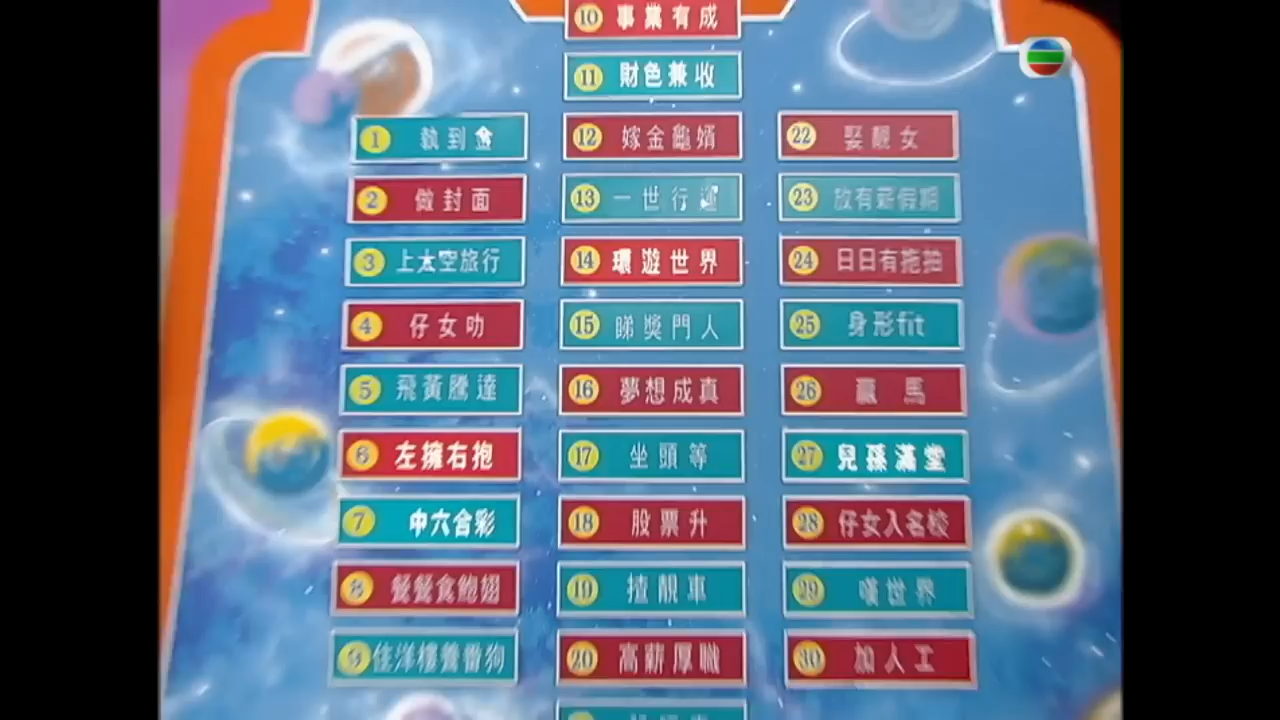 10 事業有成
11 財色兼收
1 執到金
12 嫁金龜婿
22 娶靚女
2 做封面
13 一世行運
23 放有薪假期
3 上太空旅行
14 環遊世界
24 日日有拖拍
4 仔女叻
15 睇獎門人
25 身形fit
5 飛黃騰達
16 夢想成真
26 贏馬
6 左擁右抱
17 坐頭等
27 兒孫滿堂
7 中六合彩
18 股票升
28 仔女入名校
8 餐餐食鮑翅
19 揸靚車
29 嘆世界
9 住洋樓養番狗
20 高薪厚職
30 加人工